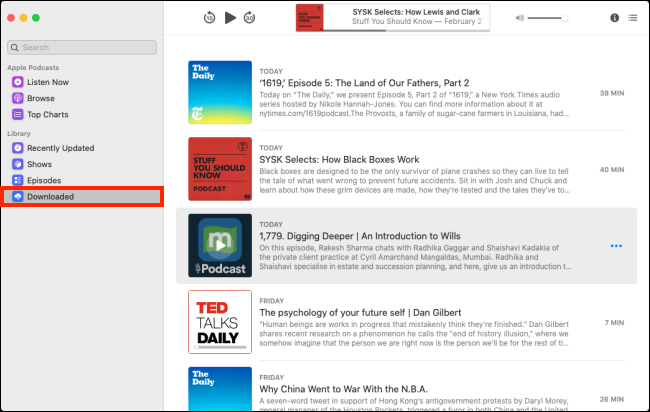 15
30
SYSK Selects: How Lewis and Clark
Stuff You Should Know — February 2
Search
Apple Podcasts
Listen Now
Browse
Top Charts
Library
Recently Updated
Shows
Episodes
Downloaded
The
Daily
TODAY
'1619,' Episode 5: The Land of Our Fathers, Part 2
Today on "The Daily," we present Episode 5, Part 2 of "1619," a New York Times audio
series hosted by Nikole Hannah-Jones. You can find more information about it at
nytimes.com/1619podcast.The Provosts, a family of sugar-cane farmers in Louisiana, had...
38 MIN
STUFF
YOU SHOULD
KNOW
PODCAST
TODAY
SYSK Selects: How Black Boxes Work
Black boxes are designed to be the only survivor of plane crashes so they can live to tell
the tale of what went wrong to prevent future accidents. Sit in with Josh and Chuck and
learn about how these grim devices are made, how they're tested and the tales they've to...
40 MIN
m
Podcast
TODAY
1,779. Digging Deeper | An Introduction to Wills
On this episode, Rakesh Sharma chats with Radhika Gaggar and Shaishavi Kadakia of
the private client practice at Cyril Amarchand Mangaldas, Mumbai. Radhika and
Shaishavi specialise in estate and succession planning, and here, give us an introduction t...
TED
TALKS
DAILY
FRIDAY
The psychology of your future self | Dan Gilbert
"Human beings are works in progress that mistakenly think they're finished." Dan Gilbert
shares recent research on a phenomenon he calls the "end of history illusion," where we
somehow imagine that the person we are right now is the person we'll be for the rest of ti...
7 MIN
The
Daily
FRIDAY
Why China Went to War With the N.B.A.
A seven-word tweet in support of Hong Kong's antigovernment protests by Daryl Morey,
general manager of the Houston Rockets, triggered a furor in both China and the United
26 MIN